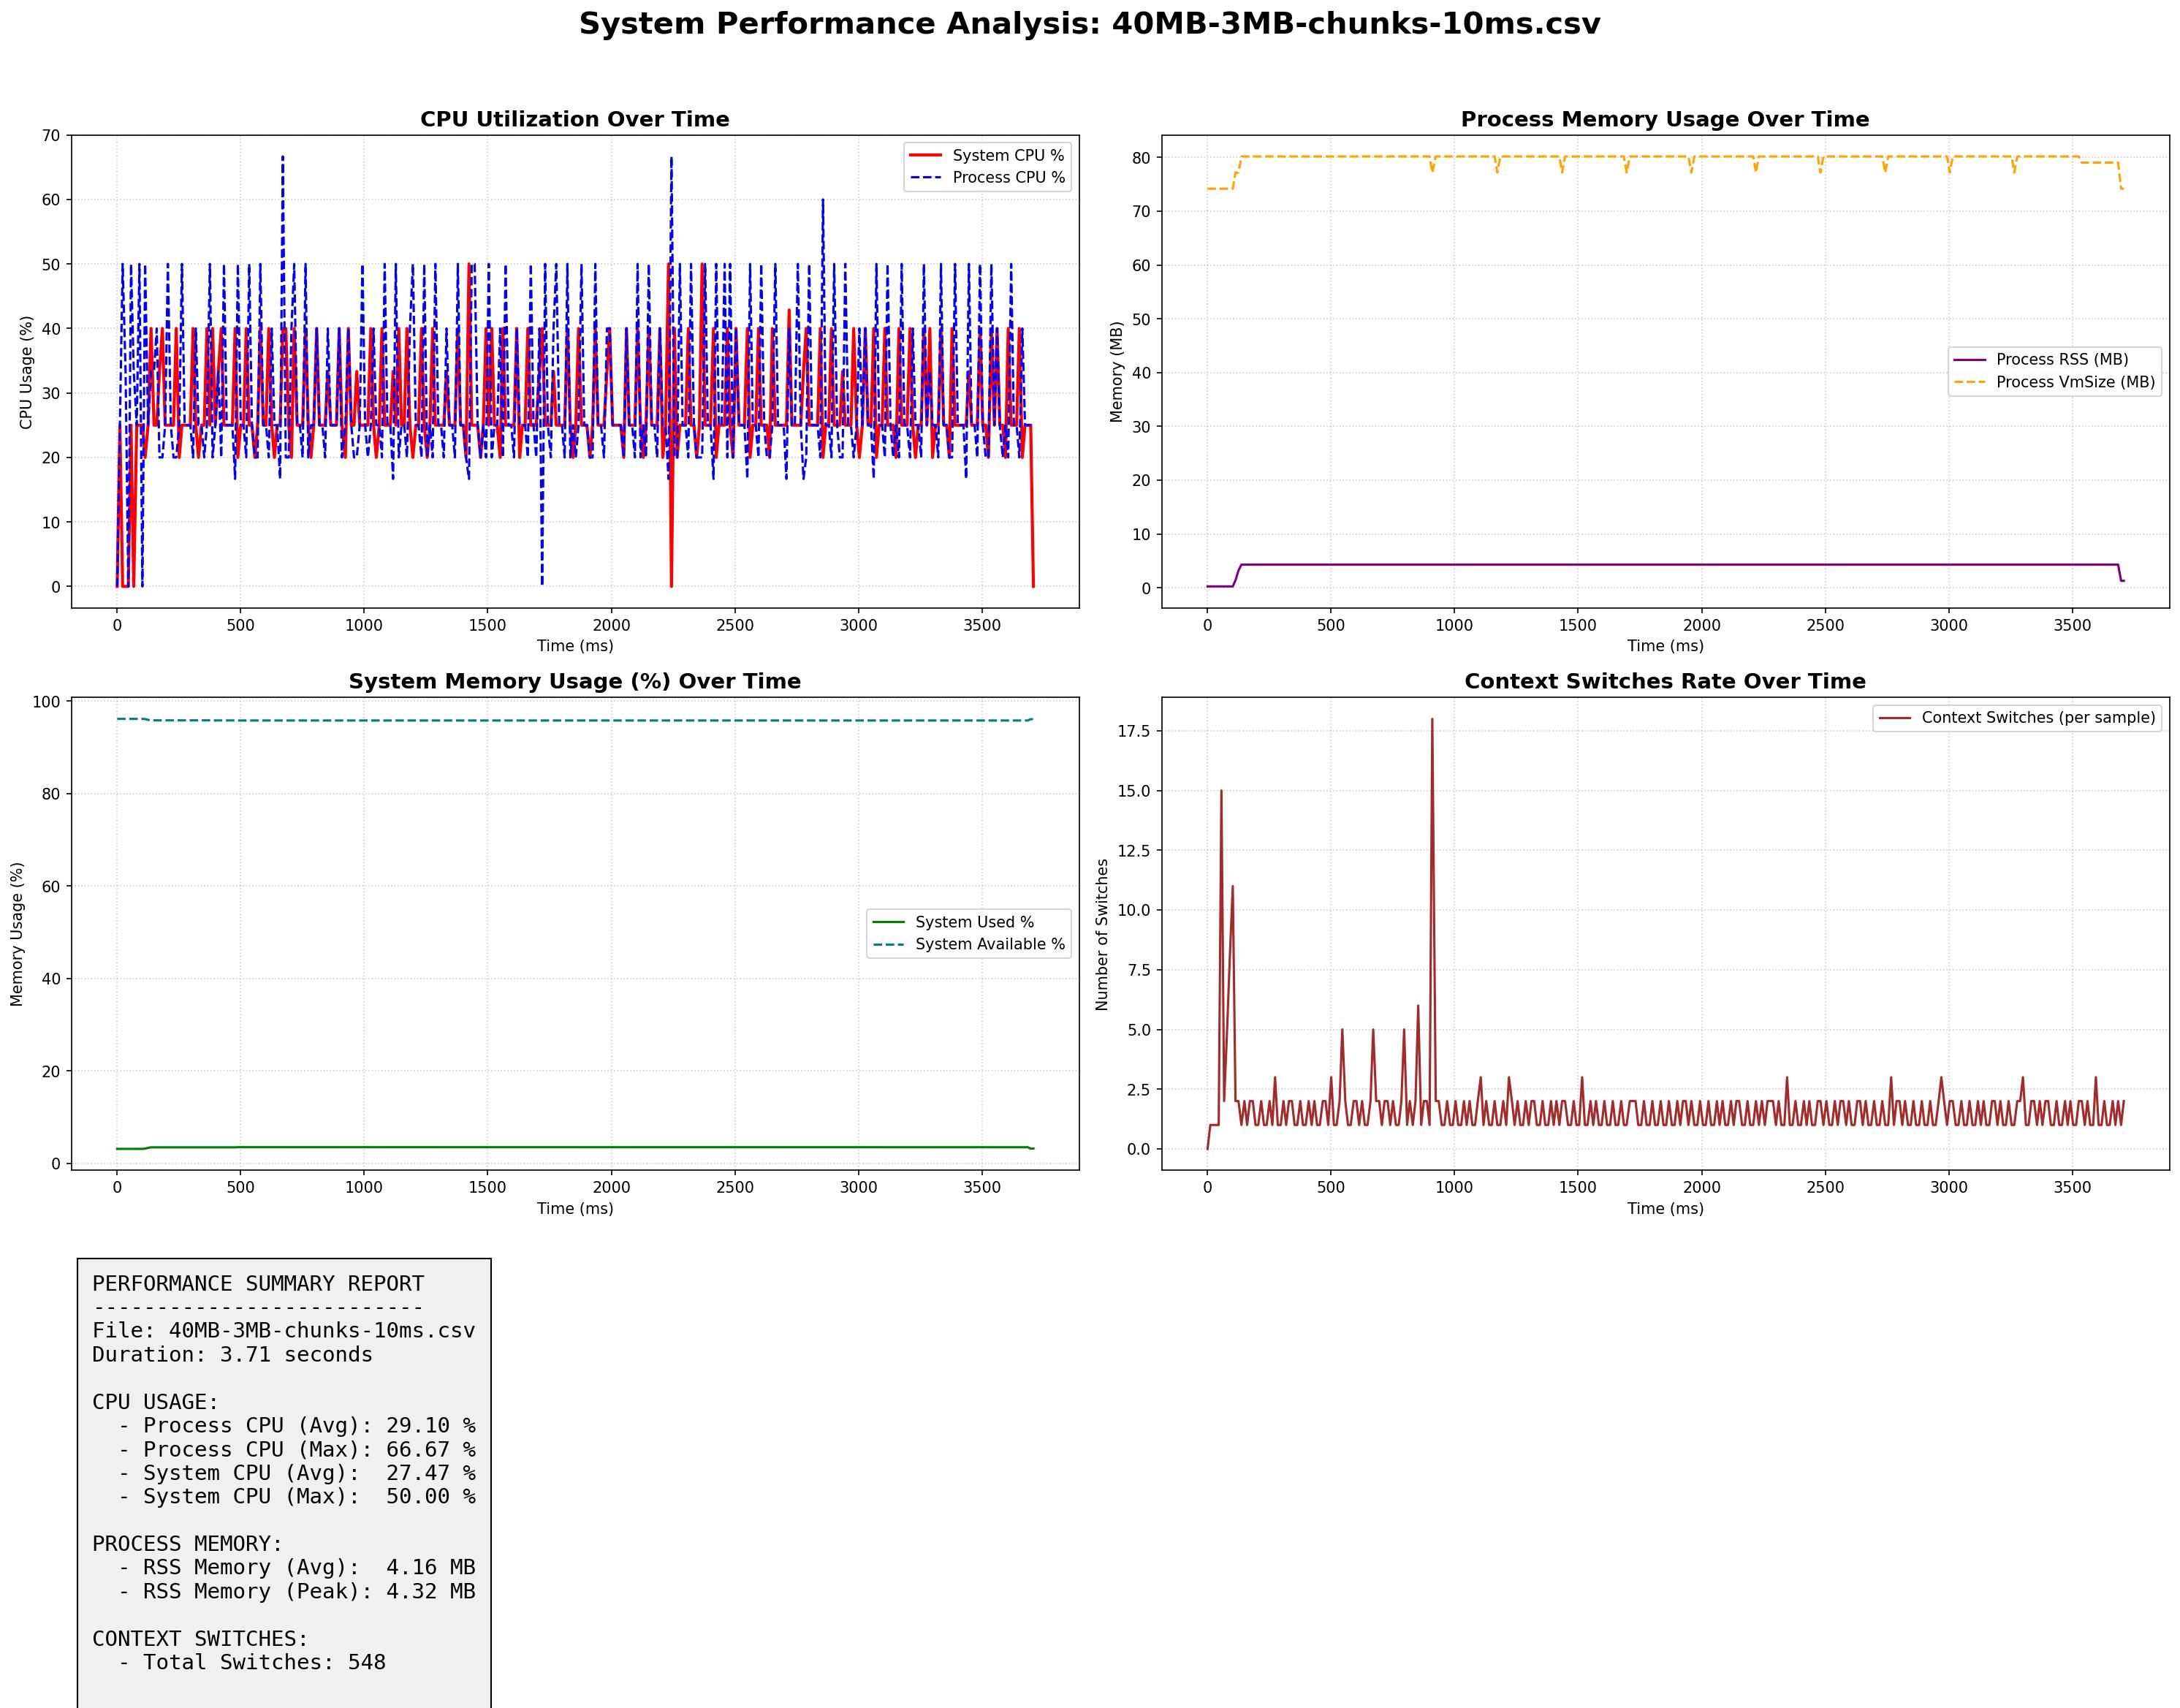 System Performance Analysis: 40MB-3MB-chunks-10ms.csv
CPU Utilization Over Time
CPU Usage (%)
70
60
50
40
30
20
10
0
System CPU %
Process CPU %
0 500 1000 1500 2000 2500 3000 3500
Time (ms)
Process Memory Usage Over Time
Memory (MB)
80
70
60
50
40
30
20
10
0
Process RSS (MB)
Process VmSize (MB)
0 500 1000 1500 2000 2500 3000 3500
Time (ms)
System Memory Usage (%) Over Time
Memory Usage (%)
100
80
60
40
20
0
System Used %
System Available %
0 500 1000 1500 2000 2500 3000 3500
Time (ms)
Context Switches Rate Over Time
Number of Switches
17.5
15.0
12.5
10.0
7.5
5.0
2.5
0.0
Context Switches (per sample)
0 500 1000 1500 2000 2500 3000 3500
Time (ms)
PERFORMANCE SUMMARY REPORT
--------------------------
File: 40MB-3MB-chunks-10ms.csv
Duration: 3.71 seconds
CPU USAGE:
- Process CPU (Avg): 29.10 %
- Process CPU (Max): 66.67 %
- System CPU (Avg): 27.47 %
- System CPU (Max): 50.00 %
PROCESS MEMORY:
- RSS Memory (Avg): 4.16 MB
- RSS Memory (Peak): 4.32 MB
CONTEXT SWITCHES:
- Total Switches: 548